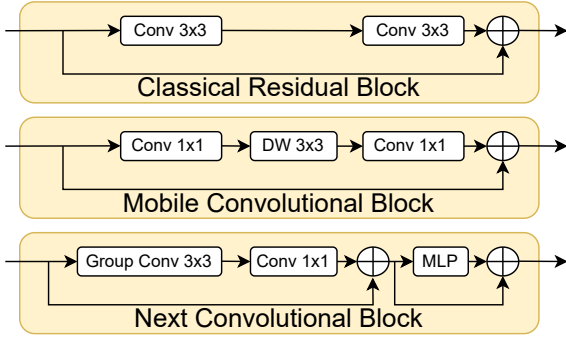 Conv 3x3 Conv 3x3
Classical Residual Block
Conv 1x1 DW 3x3 Conv 1x1
Mobile Convolutional Block
Group Conv 3x3 Conv 1x1 MLP
Next Convolutional Block